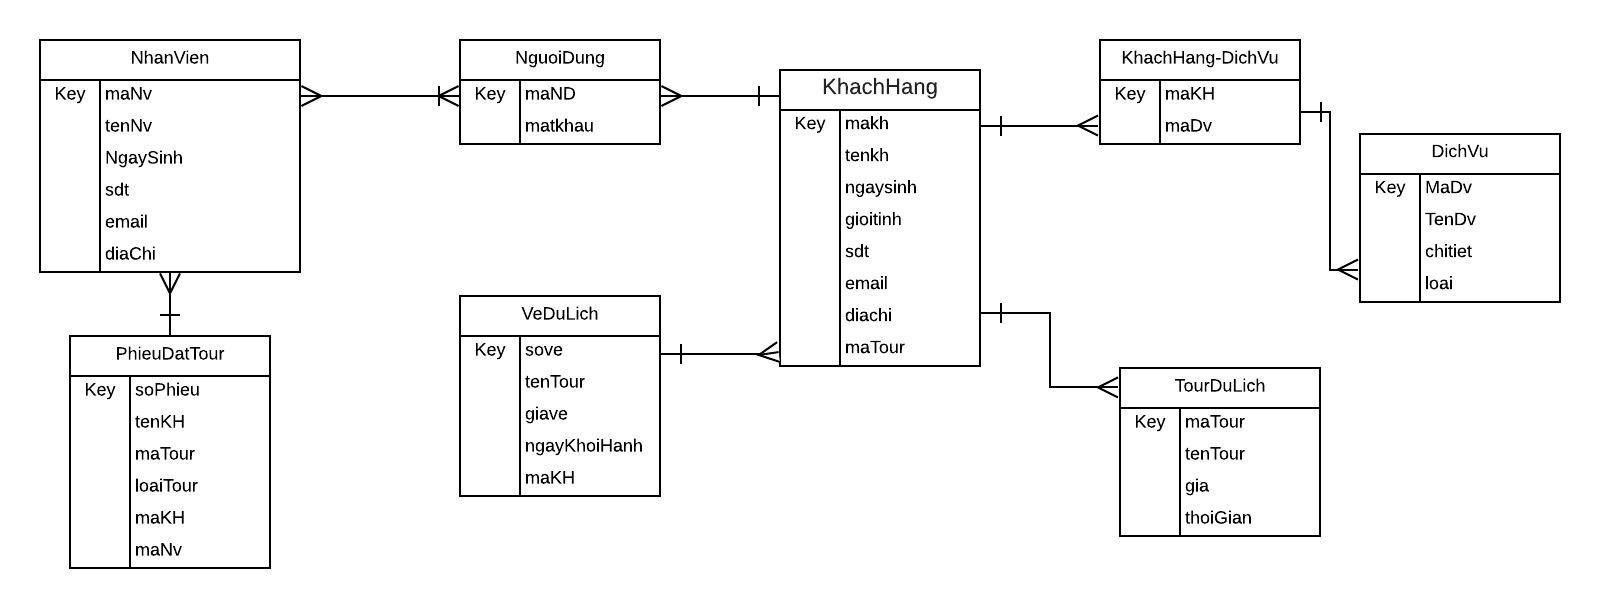 NhanVien
Key maNv
tenNv
NgaySinh
sdt
email
diaChi
PhieuDatTour
Key soPhieu
tenKH
maTour
loaiTour
maKH
maNv
NguoiDung
Key maND
matkhau
VeDuLich
Key sove
tenTour
giave
ngayKhoiHanh
maKH
KhachHang
Key makh
tenkh
ngaysinh
gioitinh
sdt
email
diachi
maTour
KhachHang-DichVu
Key maKH
maDv
DichVu
Key MaDv
TenDv
chitiet
loai
TourDuLich
Key maTour
tenTour
gia
thoiGian